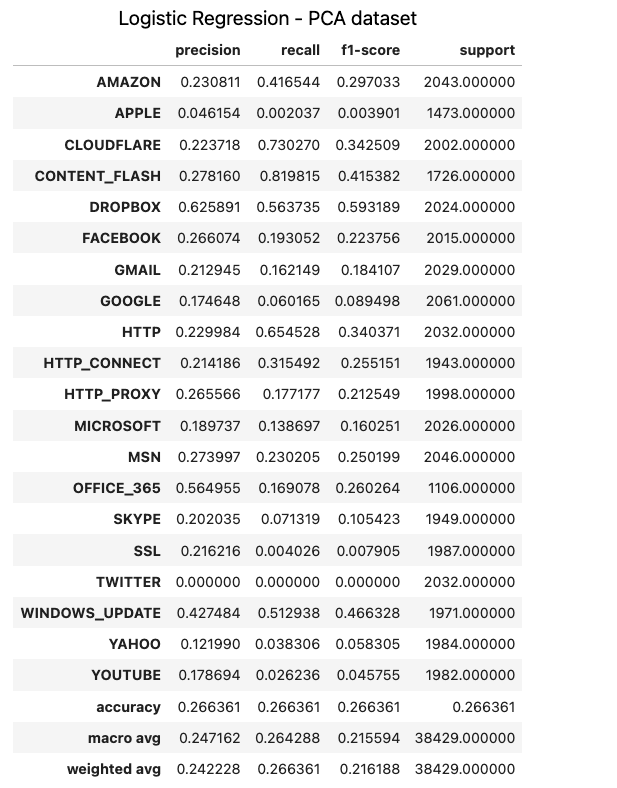 Logistic Regression - PCA dataset
precision recall f1-score support
AMAZON 0.230811 0.416544 0.297033 2043.000000
APPLE 0.046154 0.002037 0.003901 1473.000000
CLOUDFLARE 0.223718 0.730270 0.342509 2002.000000
CONTENT_FLASH 0.278160 0.819815 0.415382 1726.000000
DROPBOX 0.625891 0.563735 0.593189 2024.000000
FACEBOOK 0.266074 0.193052 0.223756 2015.000000
GMAIL 0.212945 0.162149 0.184107 2029.000000
GOOGLE 0.174648 0.060165 0.089498 2061.000000
HTTP 0.229984 0.654528 0.340371 2032.000000
HTTP_CONNECT 0.214186 0.315492 0.255151 1943.000000
HTTP_PROXY 0.265566 0.177177 0.212549 1998.000000
MICROSOFT 0.189737 0.138697 0.160251 2026.000000
MSN 0.273997 0.230205 0.250199 2046.000000
OFFICE_365 0.564955 0.169078 0.260264 1106.000000
SKYPE 0.202035 0.071319 0.105423 1949.000000
SSL 0.216216 0.004026 0.007905 1987.000000
TWITTER 0.000000 0.000000 0.000000 2032.000000
WINDOWS_UPDATE 0.427484 0.512938 0.466328 1971.000000
YAHOO 0.121990 0.038306 0.058305 1984.000000
YOUTUBE 0.178694 0.026236 0.045755 1982.000000
accuracy 0.266361 0.266361 0.266361 0.266361
macro avg 0.247162 0.264288 0.215594 38429.000000
weighted avg 0.242228 0.266361 0.216188 38429.000000